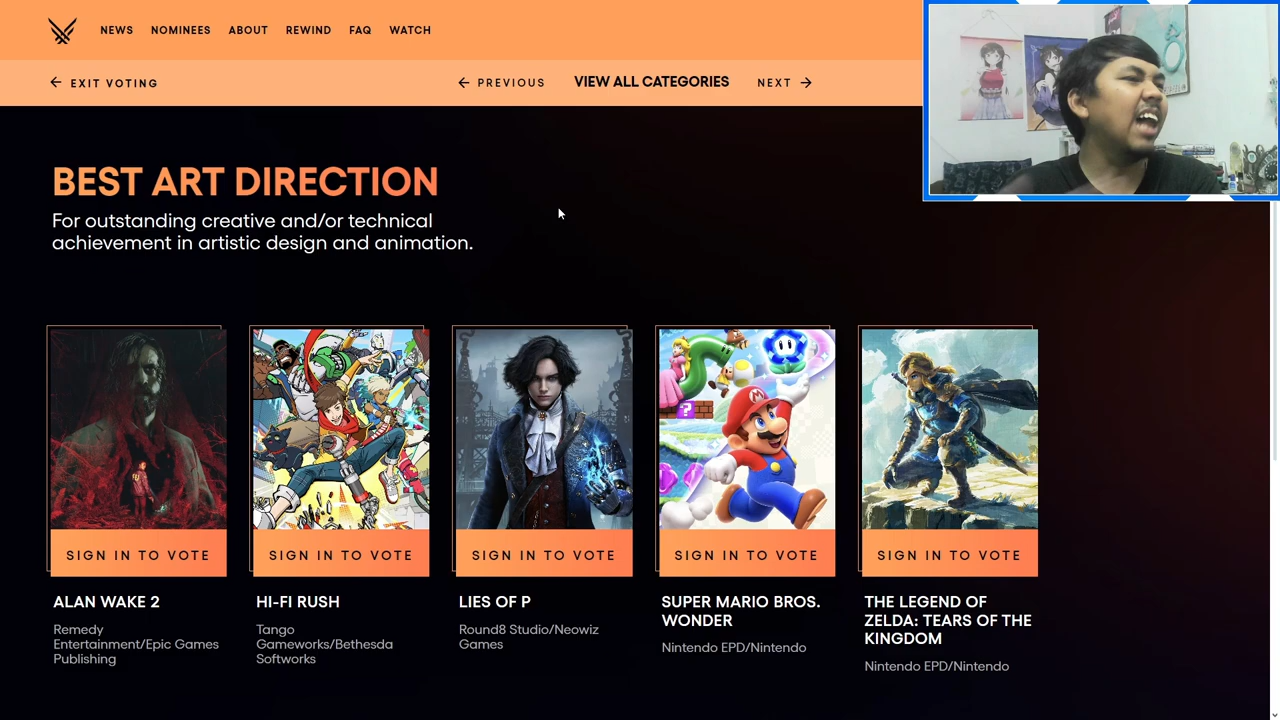 NEWS NOMINEES ABOUT REWIND FAQ WATCH
EXIT VOTING
PREVIOUS VIEW ALL CATEGORIES NEXT
BEST ART DIRECTION
For outstanding creative and/or technical
achievement in artistic design and animation.
SIGN IN TO VOTE
ALAN WAKE 2
Remedy
Entertainment/Epic Games
Publishing
SIGN IN TO VOTE
HI-FI RUSH
Tango
Gameworks/Bethesda
Softworks
SIGN IN TO VOTE
LIES OF P
Round8 Studio/Neowiz
Games
SIGN IN TO VOTE
SUPER MARIO BROS.
WONDER
Nintendo EPD/Nintendo
SIGN IN TO VOTE
THE LEGEND OF
ZELDA: TEARS OF THE
KINGDOM
Nintendo EPD/Nintendo